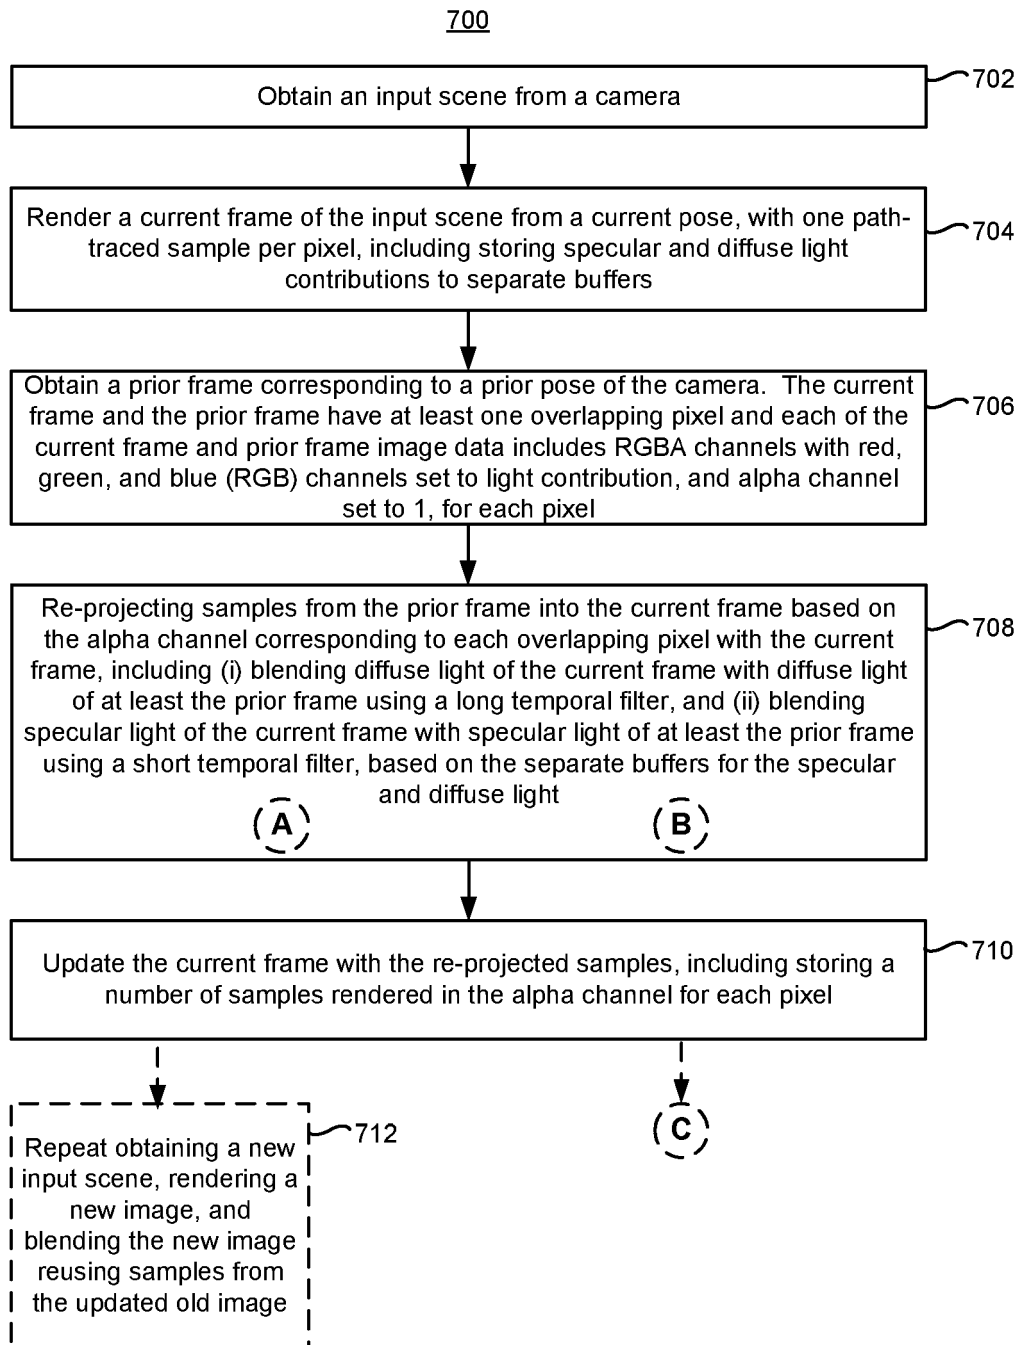 700
Obtain an input scene from a camera
702
Render a current frame of the input scene from a current pose, with one path-
traced sample per pixel, including storing specular and diffuse light
contributions to separate buffers
704
Obtain a prior frame corresponding to a prior pose of the camera. The current
frame and the prior frame have at least one overlapping pixel and each of the
current frame and prior frame image data includes RGBA channels with red,
green, and blue (RGB) channels set to light contribution, and alpha channel
set to 1, for each pixel
706
Re-projecting samples from the prior frame into the current frame based on
the alpha channel corresponding to each overlapping pixel with the current
frame, including (i) blending diffuse light of the current frame with diffuse light
of at least the prior frame using a long temporal filter, and (ii) blending
specular light of the current frame with specular light of at least the prior frame
using a short temporal filter, based on the separate buffers for the specular
and diffuse light
708
A
B
Update the current frame with the re-projected samples, including storing a
number of samples rendered in the alpha channel for each pixel
710
Repeat obtaining a new
input scene, rendering a
new image, and
blending the new image
reusing samples from
the updated old image
712
C